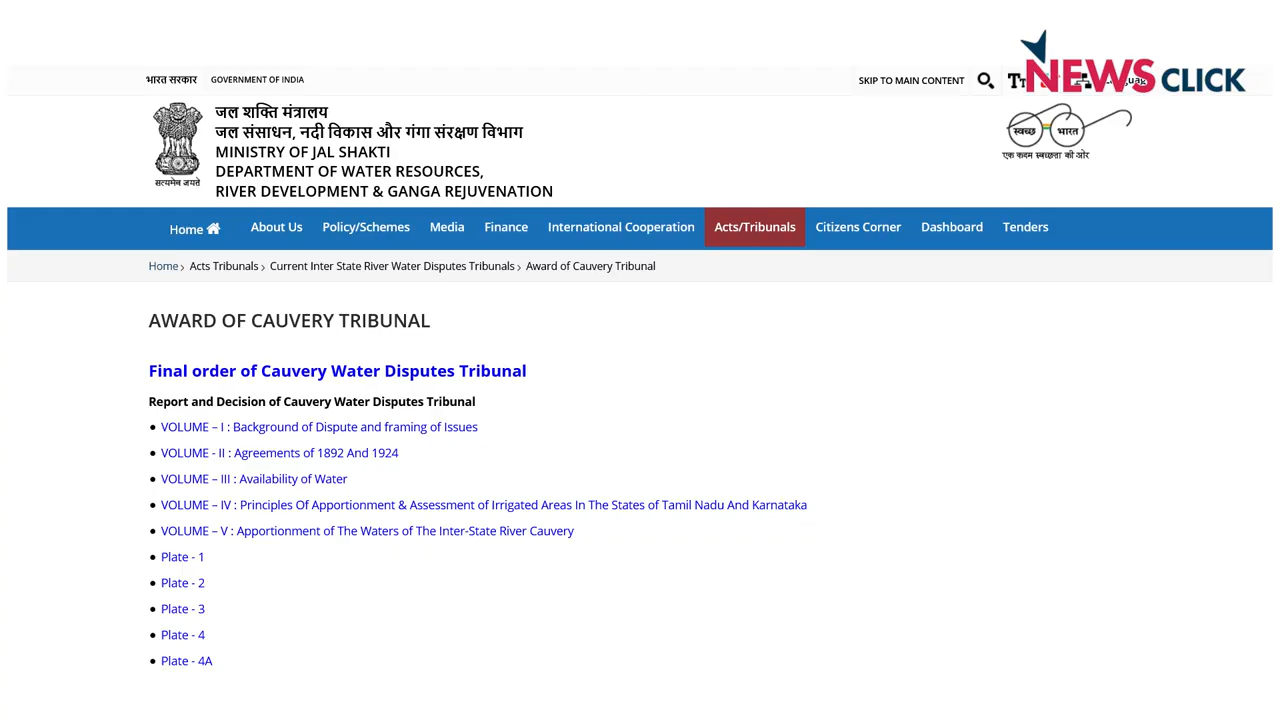 भारत सरकार GOVERNMENT OF INDIA SKIP TO MAIN CONTENT
NEWS CLICK
जल शक्ति मंत्रालय
जल संसाधन, नदी विकास और गंगा संरक्षण विभाग
MINISTRY OF JAL SHAKTI
DEPARTMENT OF WATER RESOURCES,
RIVER DEVELOPMENT & GANGA REJUVENATION
सत्यमेव जयते
स्वच्छ भारत
एक कदम स्वच्छता की ओर
Home About Us Policy/Schemes Media Finance International Cooperation Acts/Tribunals Citizens Corner Dashboard Tenders
Home › Acts Tribunals › Current Inter State River Water Disputes Tribunals › Award of Cauvery Tribunal
AWARD OF CAUVERY TRIBUNAL
Final order of Cauvery Water Disputes Tribunal
Report and Decision of Cauvery Water Disputes Tribunal
• VOLUME – I : Background of Dispute and framing of Issues
• VOLUME - II : Agreements of 1892 And 1924
• VOLUME – III : Availability of Water
• VOLUME – IV : Principles Of Apportionment & Assessment of Irrigated Areas In The States of Tamil Nadu And Karnataka
• VOLUME – V : Apportionment of The Waters of The Inter-State River Cauvery
• Plate - 1
• Plate - 2
• Plate - 3
• Plate - 4
• Plate - 4A